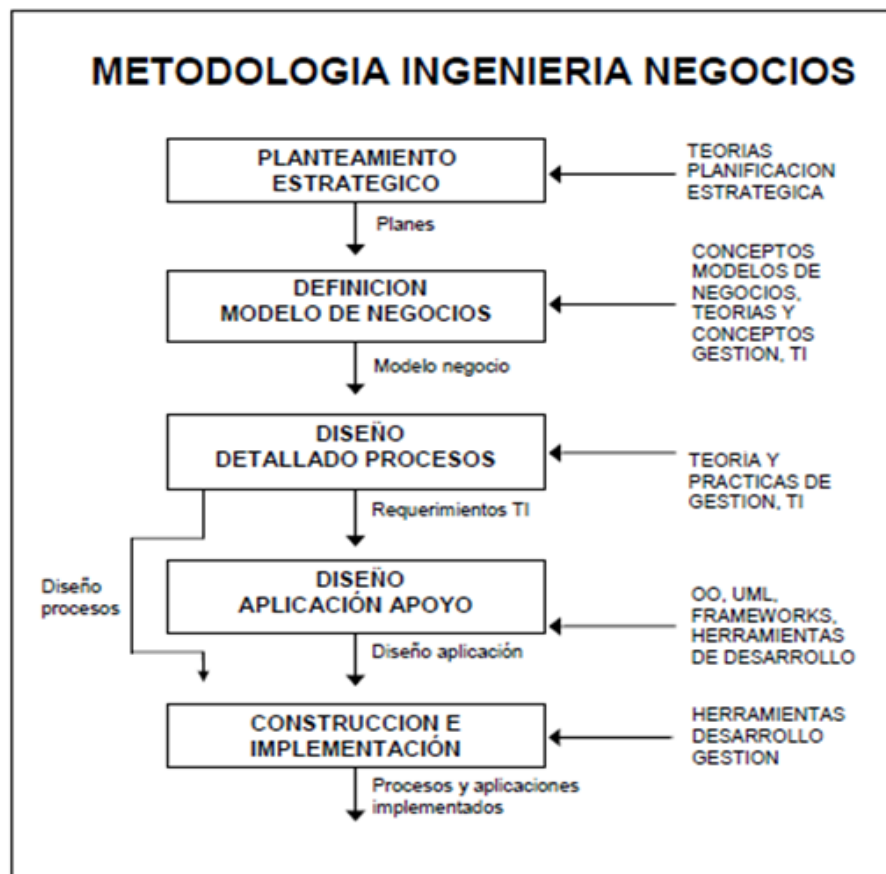 METODOLOGIA INGENIERIA NEGOCIOS
PLANTEAMIENTO
ESTRATEGICO
TEORIAS
PLANIFICACION
ESTRATEGICA
Planes
DEFINICION
MODELO DE NEGOCIOS
CONCEPTOS
MODELOS DE
NEGOCIOS,
TEORIAS Y
CONCEPTOS
GESTION, TI
Modelo negocio
DISEÑO
DETALLADO PROCESOS
TEORIA Y
PRACTICAS DE
GESTION, TI
Requerimientos TI
Diseño
procesos
DISEÑO
APLICACIÓN APOYO
OO, UML,
FRAMEWORKS,
HERRAMIENTAS
DE DESARROLLO
Diseño aplicación
CONSTRUCCION E
IMPLEMENTACIÓN
HERRAMIENTAS
DESARROLLO
GESTION
Procesos y aplicaciones
implementados